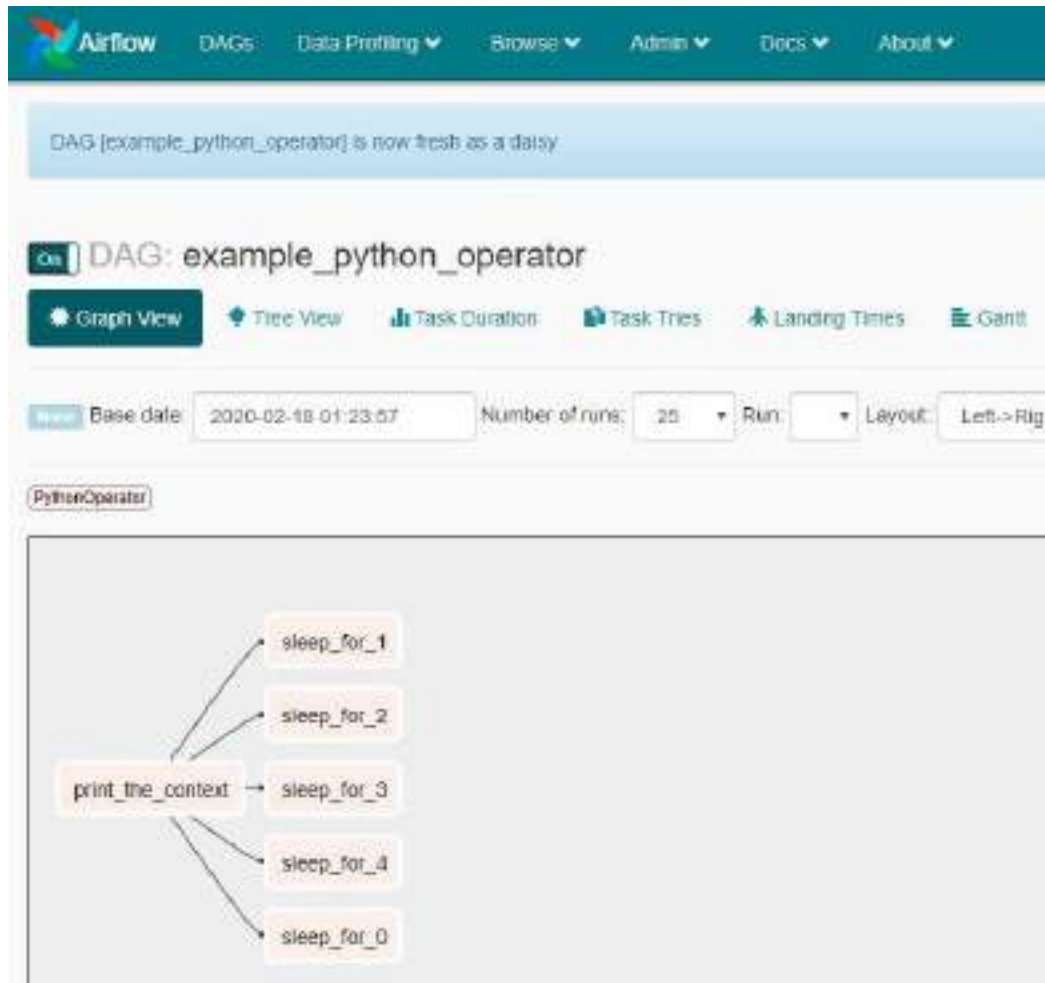 Airflow DAGs Data Profiling Browse Admin Docs About
DAG [example_python_operator] is now fresh as a daisy
On DAG: example_python_operator
Graph View Tree View Task Duration Task Tries Landing Times Gantt
Base date: 2020-02-18 01:23:57 Number of runs: 25 Run: Layout: Left->Rig
PythonOperator
sleep_for_1
sleep_for_2
print_the_context sleep_for_3
sleep_for_4
sleep_for_0